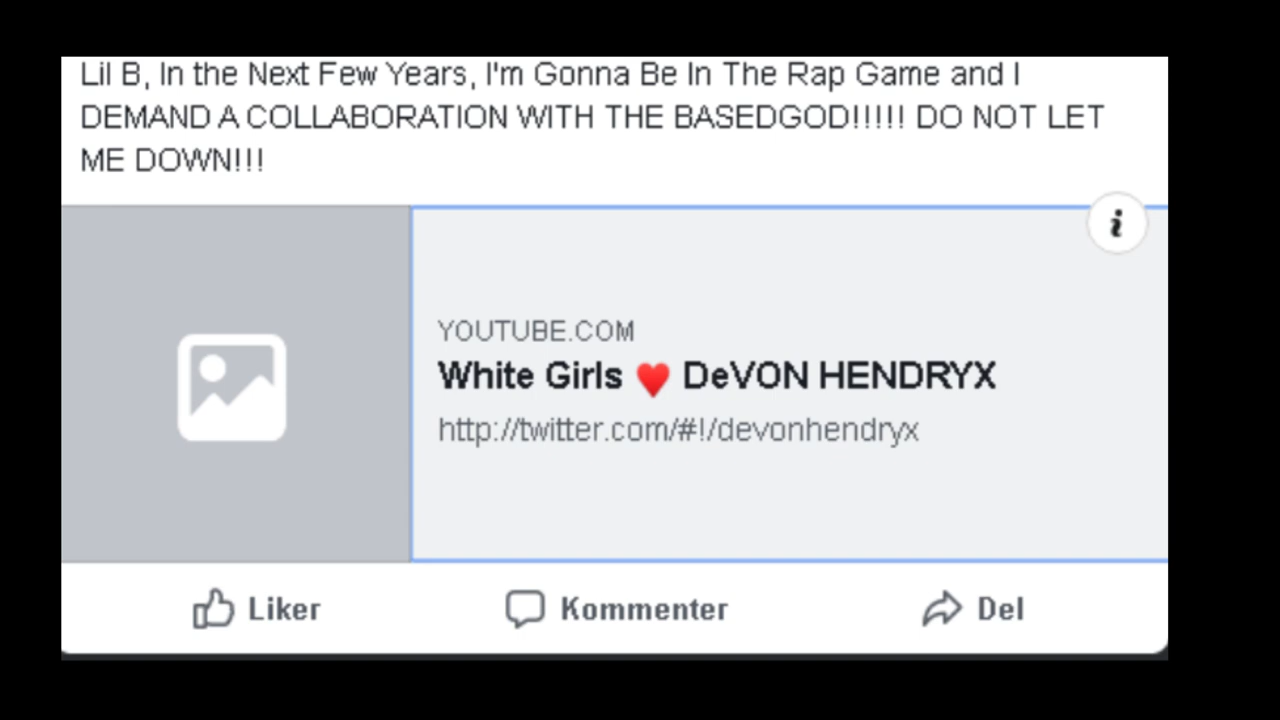 Lil B, In the Next Few Years, I'm Gonna Be In The Rap Game and I
DEMAND A COLLABORATION WITH THE BASEDGOD!!!!! DO NOT LET
ME DOWN!!!
i
YOUTUBE.COM
White Girls ♥ DeVON HENDRYX
http://twitter.com/#!/devonhendryx
Liker Kommenter Del